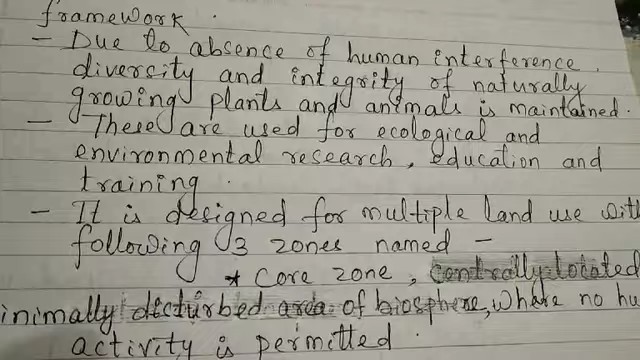 framework.
- Due to absence of human interference.
diversity and integrity of naturally
growing plants and animals is maintained.
- These are used for ecological and
environmental research, education and
training.
- It is designed for multiple land use with
following 3 zones named -
* Core zone, centrally located
inimally disturbed area of biosphere, where no hu
activity is permitted.